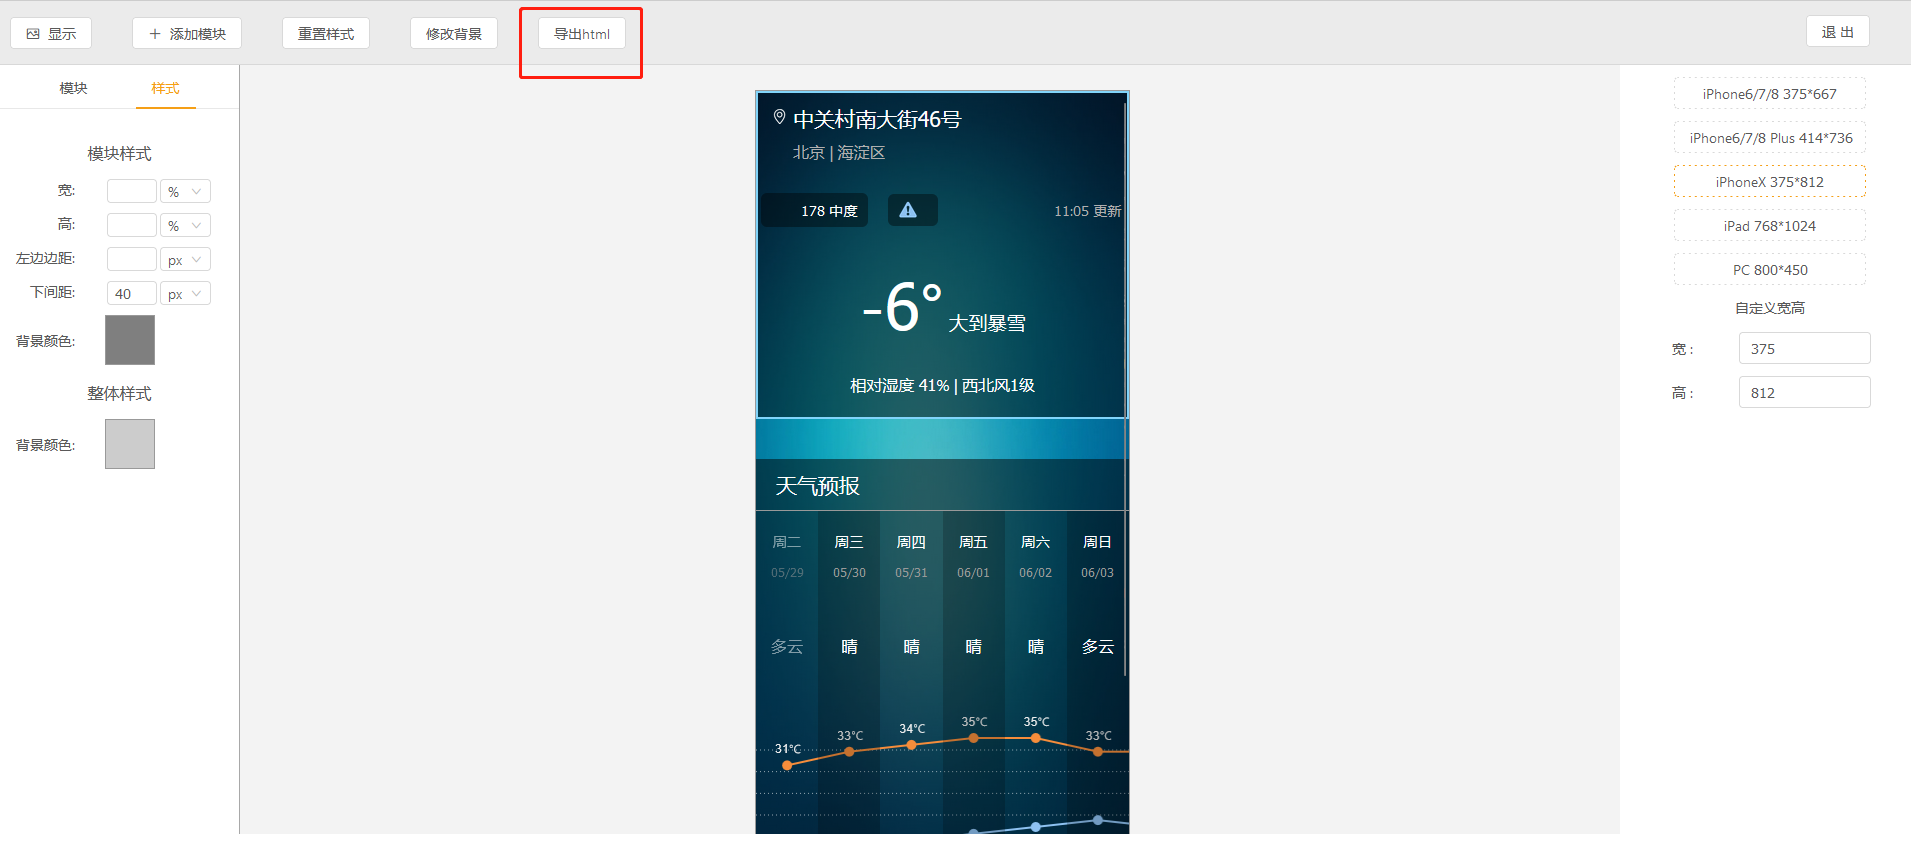 显示
添加模块
重置样式
修改背景
导出html
退 出
模块
样式
模块样式
宽:
%
高:
%
左边边距:
px
下间距:
40
px
背景颜色:
整体样式
背景颜色:
中关村南大街46号
北京 | 海淀区
178 中度
11:05 更新
-6°
大到暴雪
相对湿度 41% | 西北风1级
天气预报
周二 周三 周四 周五 周六 周日
05/29 05/30 05/31 06/01 06/02 06/03
多云 晴 晴 晴 晴 多云
31°C 33°C 34°C 35°C 35°C 33°C
iPhone6/7/8 375*667
iPhone6/7/8 Plus 414*736
iPhoneX 375*812
iPad 768*1024
PC 800*450
自定义宽高
宽 :
375
高 :
812